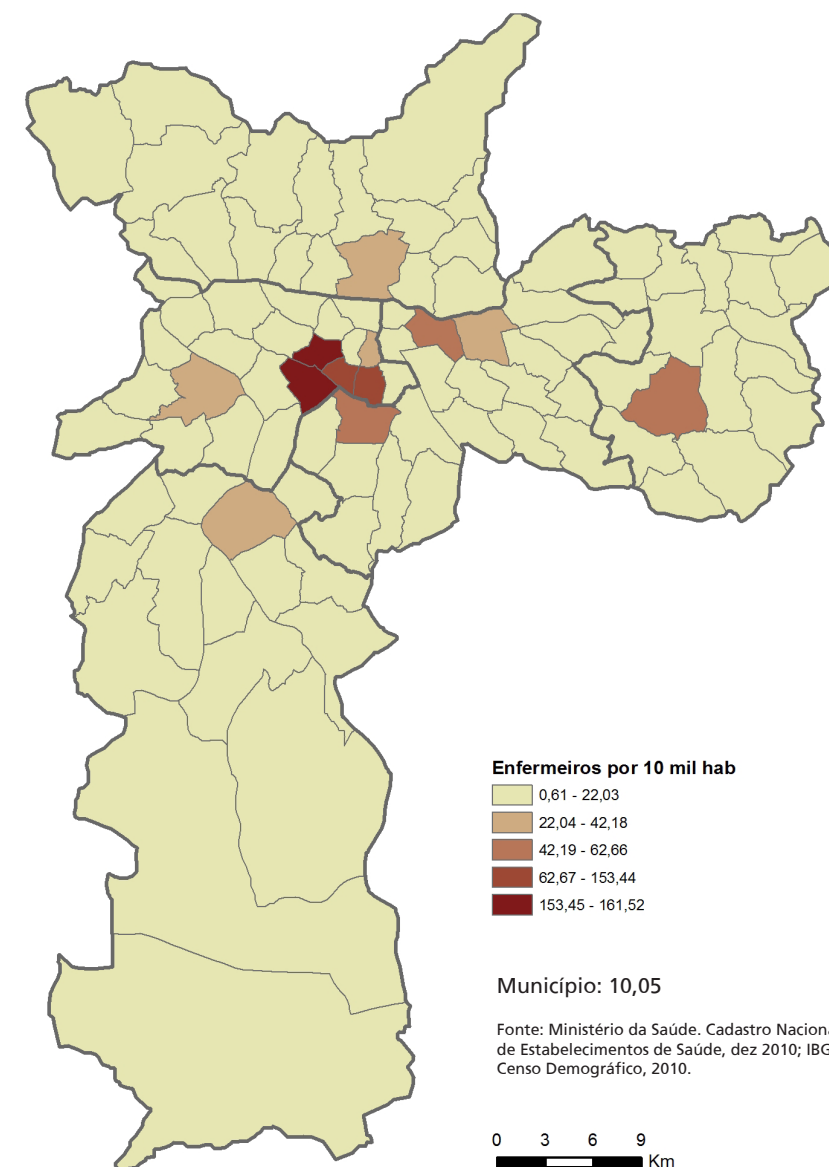 Enfermeiros por 10 mil hab
0,61 - 22,03
22,04 - 42,18
42,19 - 62,66
62,67 - 153,44
153,45 - 161,52
Município: 10,05
Fonte: Ministério da Saúde. Cadastro Naciona
de Estabelecimentos de Saúde, dez 2010; IBG
Censo Demográfico, 2010.
0 3 6 9
Km